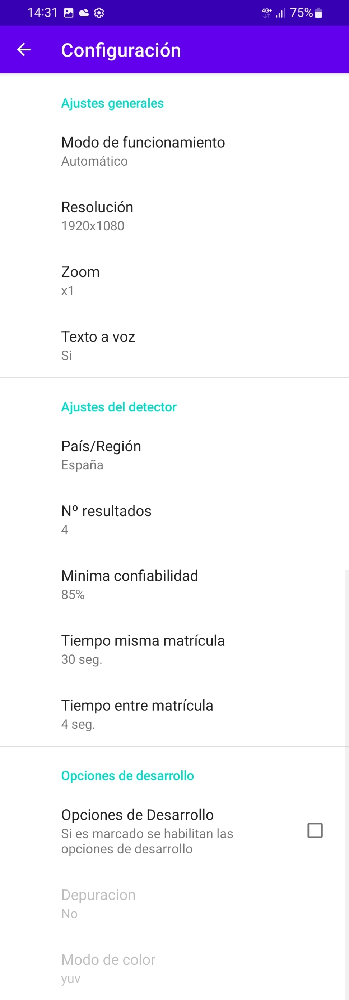 14:31 4G+ 75%
Configuración
Ajustes generales
Modo de funcionamiento
Automático
Resolución
1920x1080
Zoom
x1
Texto a voz
Si
Ajustes del detector
País/Región
España
Nº resultados
4
Minima confiabilidad
85%
Tiempo misma matrícula
30 seg.
Tiempo entre matrícula
4 seg.
Opciones de desarrollo
Opciones de Desarrollo
Si es marcado se habilitan las
opciones de desarrollo
Depuracion
No
Modo de color
yuv